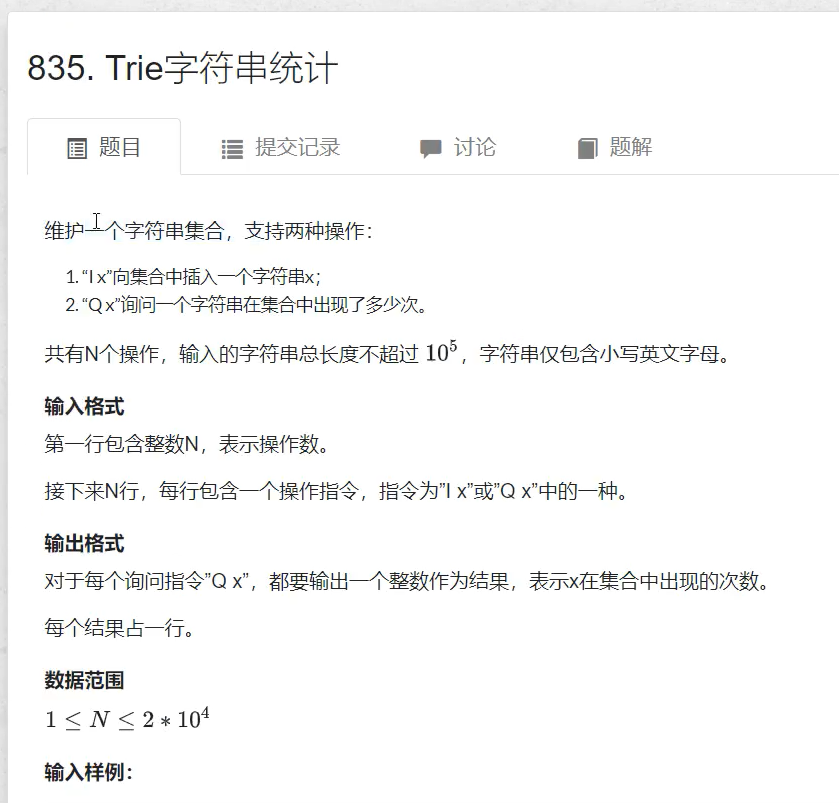 835. Trie字符串统计
题目 提交记录 讨论 题解
维护一个字符串集合，支持两种操作：
1. “I x”向集合中插入一个字符串x；
2. “Q x”询问一个字符串在集合中出现了多少次。
共有N个操作，输入的字符串总长度不超过 10⁵，字符串仅包含小写英文字母。
输入格式
第一行包含整数N，表示操作数。
接下来N行，每行包含一个操作指令，指令为”I x”或”Q x”中的一种。
输出格式
对于每个询问指令”Q x”，都要输出一个整数作为结果，表示x在集合中出现的次数。
每个结果占一行。
数据范围
1 ≤ N ≤ 2 * 10⁴
输入样例：